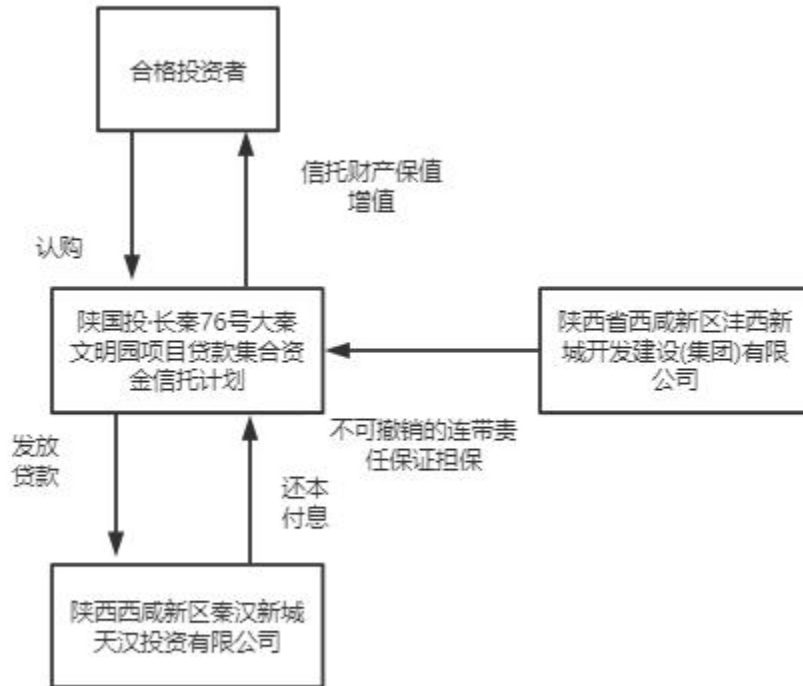 合格投资者
信托财产保值
增值
认购
陕国投·长秦76号大秦
文明园项目贷款集合资
金信托计划
陕西省西咸新区沣西新
城开发建设(集团)有限
公司
不可撤销的连带责
任保证担保
发放
贷款
还本
付息
陕西西咸新区秦汉新城
天汉投资有限公司